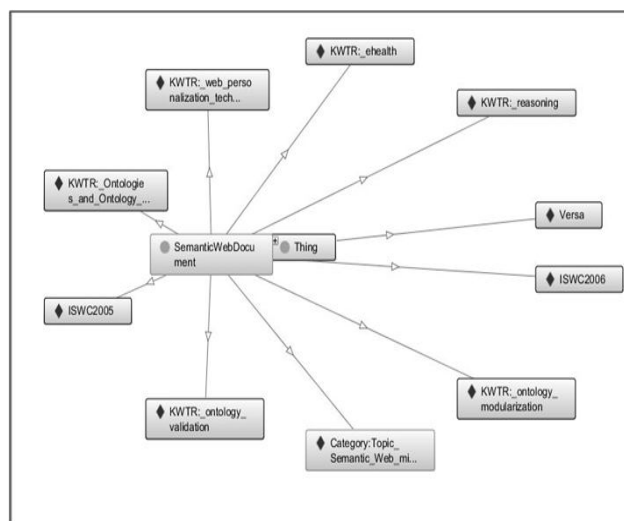 KWTR:_ehealth
KWTR:_web_perso
nalization_tech...
KWTR:_reasoning
KWTR:_Ontologie
s_and_Ontology_...
Versa
SemanticWebDocu
ment
Thing
ISWC2006
ISWC2005
KWTR:_ontology_
modularization
KWTR:_ontology_
validation
Category:Topic_
Semantic_Web_mi...